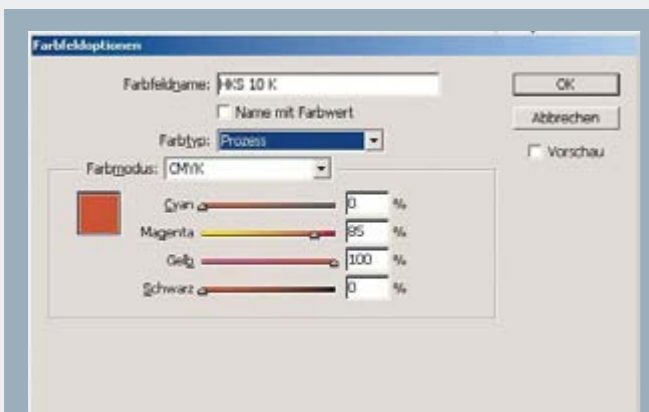 Farbfeldoptionen
Farbfeldname: HKS 10 K
OK
Name mit Farbwert
Abbrechen
Farbtyp: Prozess
Vorschau
Farbmodus: CMYK
Cyan 0 %
Magenta 85 %
Gelb 100 %
Schwarz 0 %